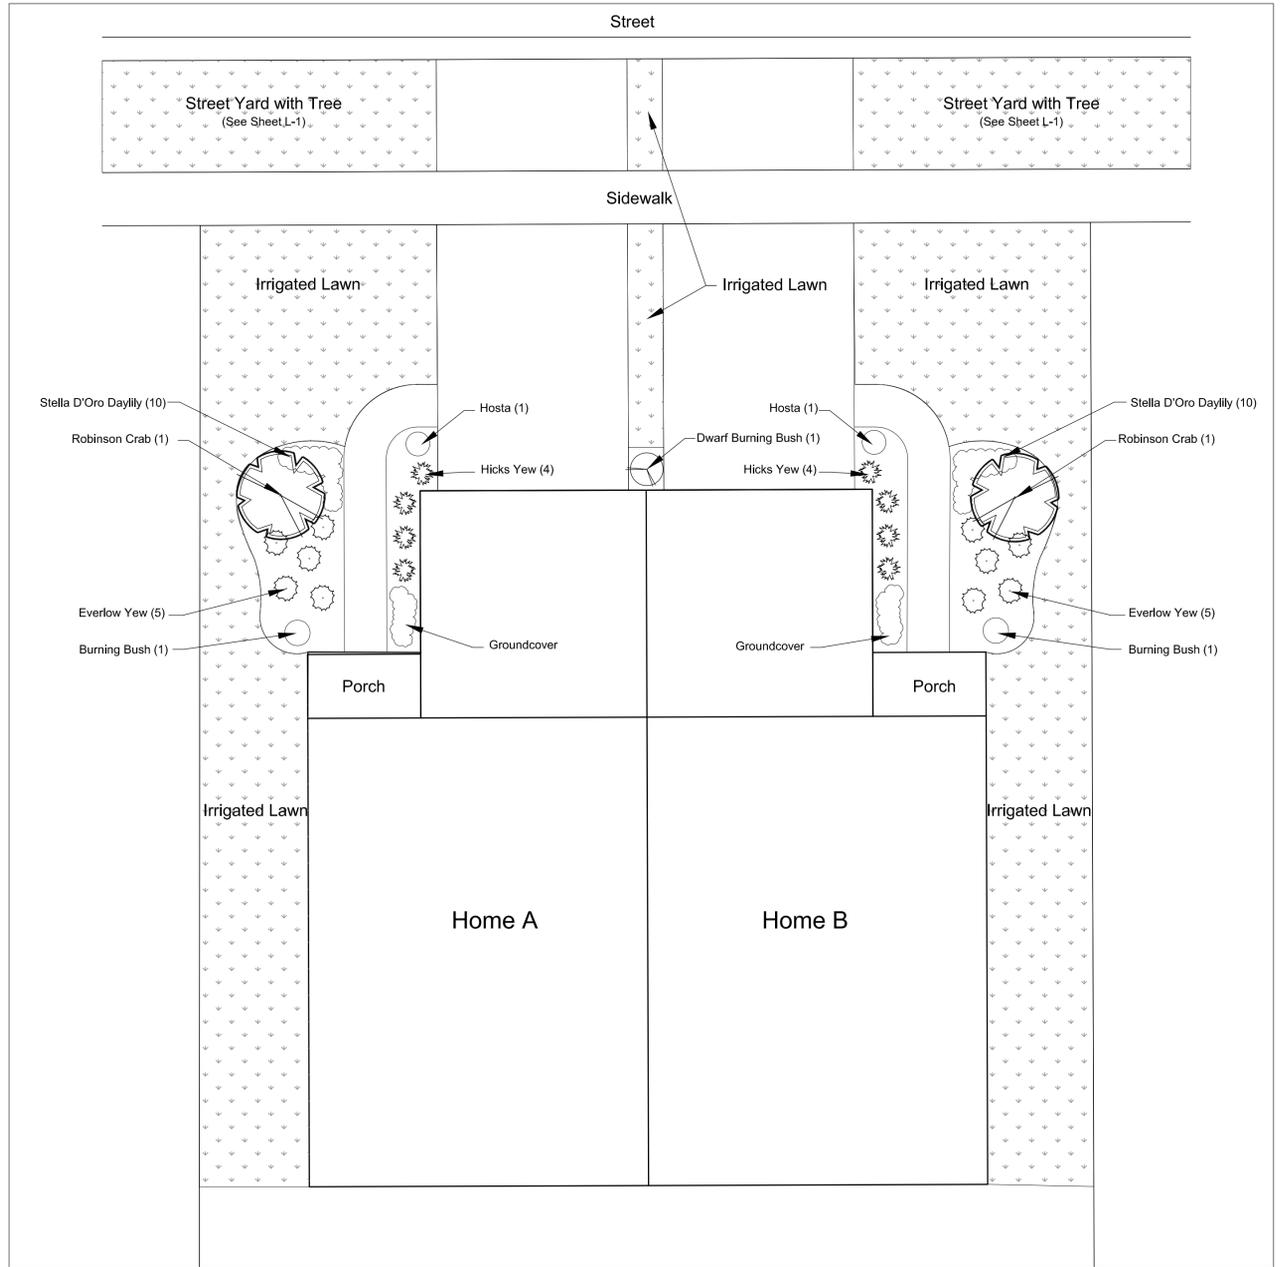 Street
Street Yard with Tree
(See Sheet L-1)
Street Yard with Tree
(See Sheet L-1)
Sidewalk
Irrigated Lawn
Irrigated Lawn
Irrigated Lawn
Stella D'Oro Daylily (10)
Hosta (1)
Hosta (1)
Stella D'Oro Daylily (10)
Robinson Crab (1)
Dwarf Burning Bush (1)
Robinson Crab (1)
Hicks Yew (4)
Hicks Yew (4)
Everlow Yew (5)
Everlow Yew (5)
Burning Bush (1)
Groundcover
Groundcover
Burning Bush (1)
Porch
Porch
Irrigated Lawn
Irrigated Lawn
Home A
Home B